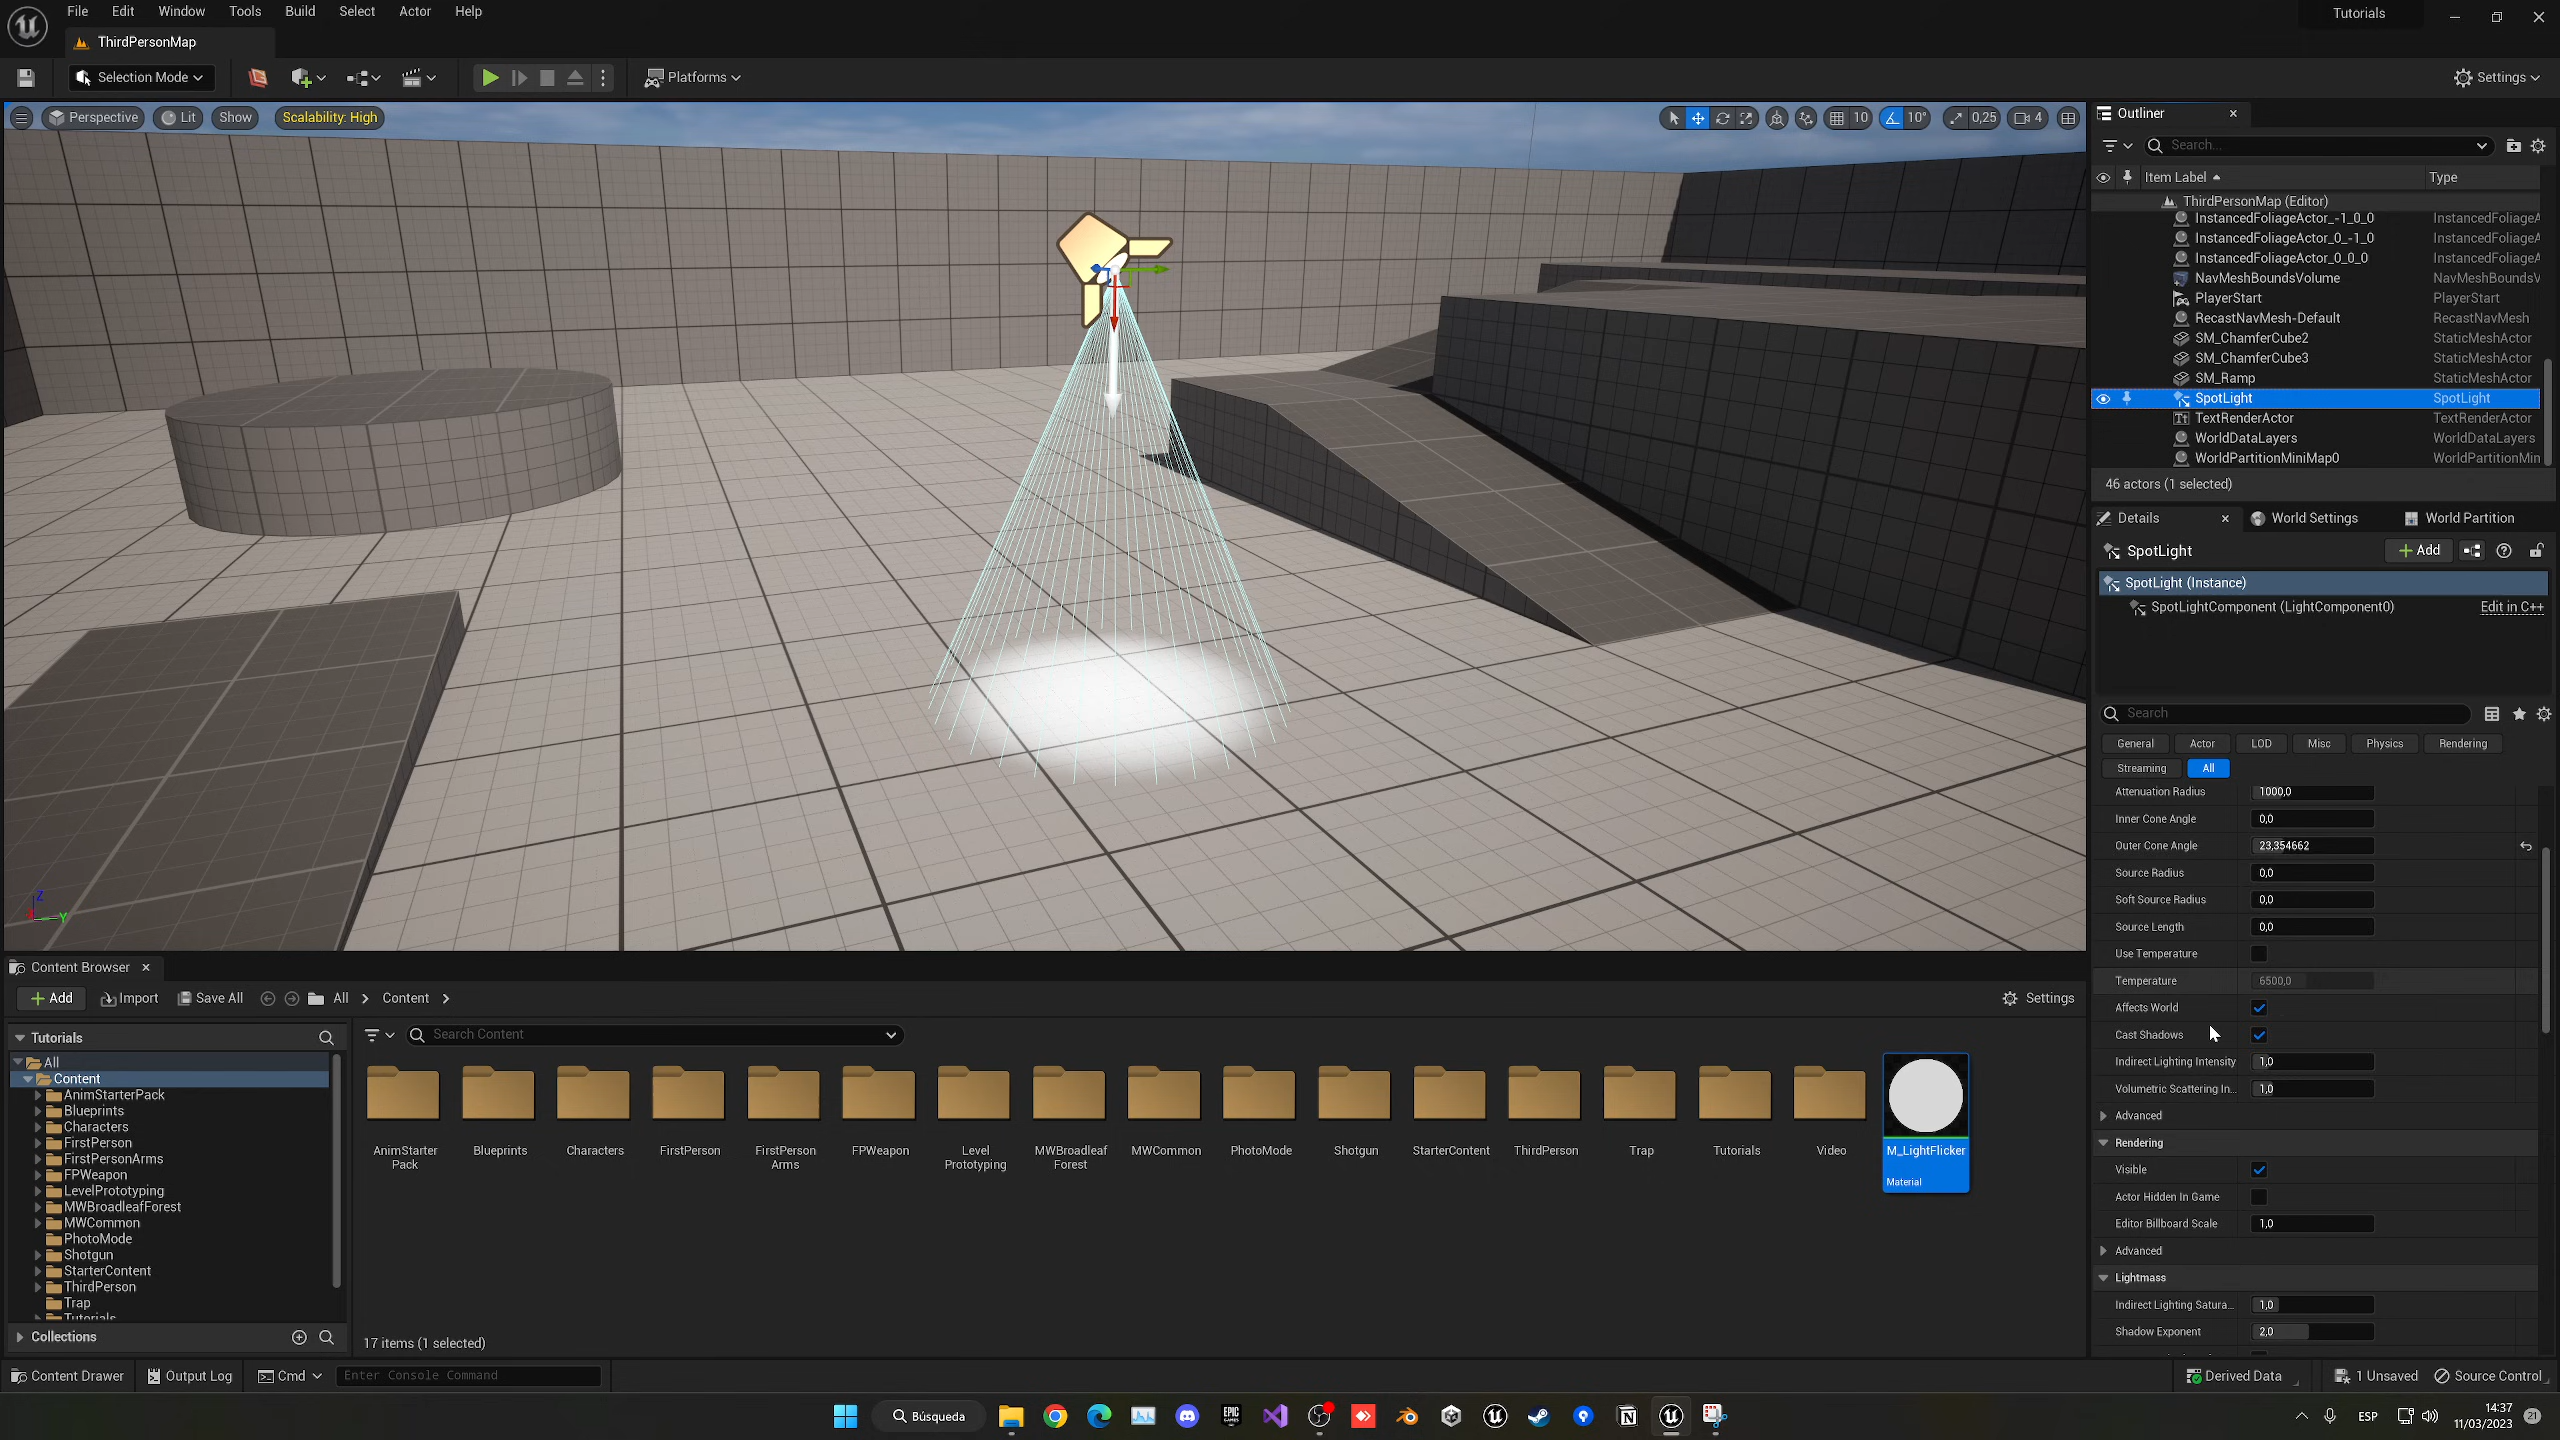 File Edit Window Tools Build Select Actor Help
Tutorials
ThirdPersonMap
Selection Mode
Platforms
Settings
Perspective Lit Show Scalability: High
10 10° 0,25 4
Outliner
Search...
Item Label Type
ThirdPersonMap (Editor)
InstancedFoliageActor_-1_0_0 InstancedFoliageA
InstancedFoliageActor_0_-1_0 InstancedFoliageA
InstancedFoliageActor_0_0_0 InstancedFoliageA
NavMeshBoundsVolume NavMeshBoundsV
PlayerStart PlayerStart
RecastNavMesh-Default RecastNavMesh
SM_ChamferCube2 StaticMeshActor
SM_ChamferCube3 StaticMeshActor
SM_Ramp StaticMeshActor
SpotLight SpotLight
TextRenderActor TextRenderActor
WorldDataLayers WorldDataLayers
WorldPartitionMiniMap0 WorldPartitionMin
46 actors (1 selected)
Details World Settings World Partition
SpotLight Add
SpotLight (Instance)
SpotLightComponent (LightComponent0) Edit in C++
Search
General Actor LOD Misc Physics Rendering
Streaming All
Attenuation Radius 1000,0
Inner Cone Angle 0,0
Outer Cone Angle 23,354662
Source Radius 0,0
Soft Source Radius 0,0
Source Length 0,0
Use Temperature
Temperature 6500,0
Affects World
Cast Shadows
Indirect Lighting Intensity 1,0
Volumetric Scattering In... 1,0
Advanced
Rendering
Visible
Actor Hidden In Game
Editor Billboard Scale 1,0
Advanced
Lightmass
Indirect Lighting Satura... 1,0
Shadow Exponent 2,0
Z
Y
Content Browser
Add Import Save All All Content Settings
Tutorials
Search Content
All
Content
AnimStarterPack
Blueprints
Characters
FirstPerson
FirstPersonArms
FPWeapon
LevelPrototyping
MWBroadleafForest
MWCommon
PhotoMode
Shotgun
StarterContent
ThirdPerson
Trap
Tutorials
Collections
AnimStarter Pack
Blueprints
Characters
FirstPerson
FirstPerson Arms
FPWeapon
Level Prototyping
MWBroadleaf Forest
MWCommon
PhotoMode
Shotgun
StarterContent
ThirdPerson
Trap
Tutorials
Video
M_LightFlicker
Material
17 items (1 selected)
Content Drawer Output Log Cmd Enter Console Command
Derived Data 1 Unsaved Source Control
Búsqueda
EPIC GAMES
ESP
14:37
11/03/2023
21